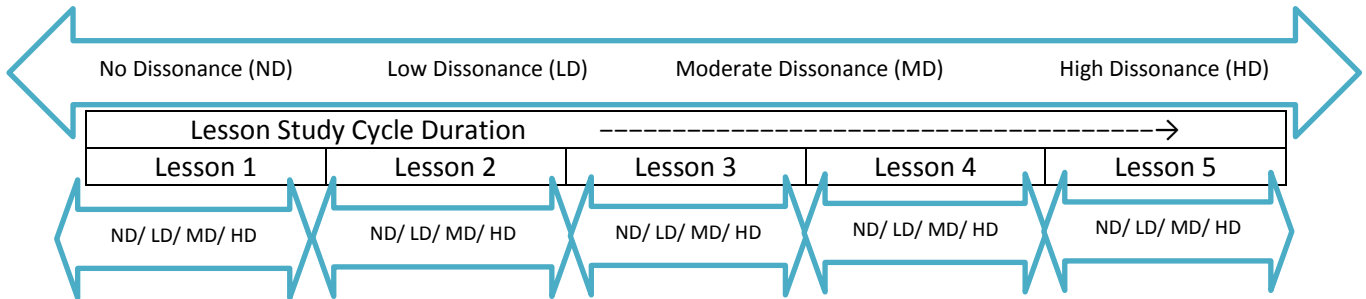 No Dissonance (ND) Low Dissonance (LD) Moderate Dissonance (MD) High Dissonance (HD)
Lesson Study Cycle Duration ----------------------------------------→
Lesson 1 Lesson 2 Lesson 3 Lesson 4 Lesson 5
ND/ LD/ MD/ HD ND/ LD/ MD/ HD ND/ LD/ MD/ HD ND/ LD/ MD/ HD ND/ LD/ MD/ HD